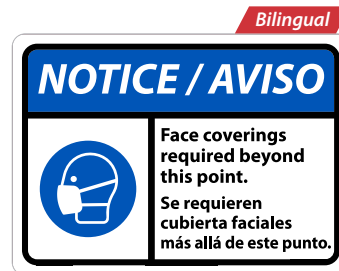 Bilingual
NOTICE / AVISO
Face coverings
required beyond
this point.
Se requieren
cubierta faciales
más allá de este punto.